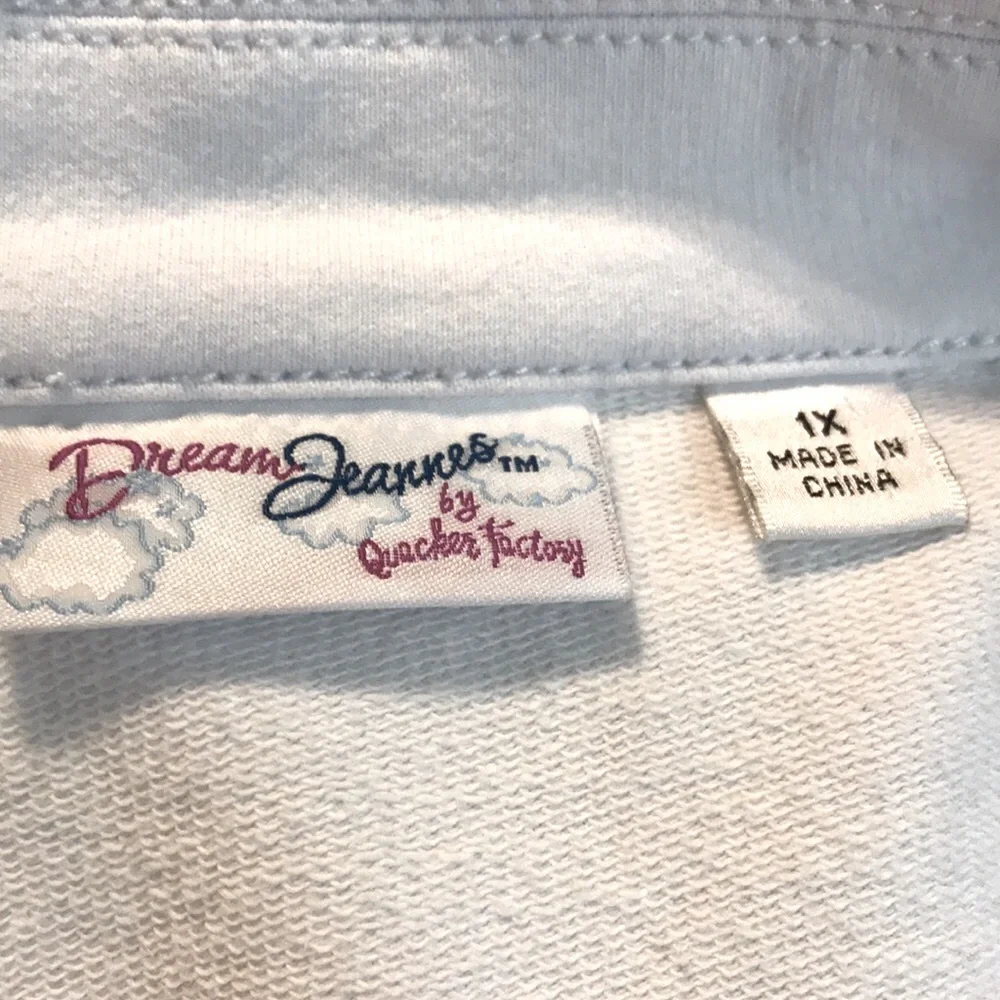 DreamJeannes™
by
Quacker Factory
1X
MADE IN
CHINA